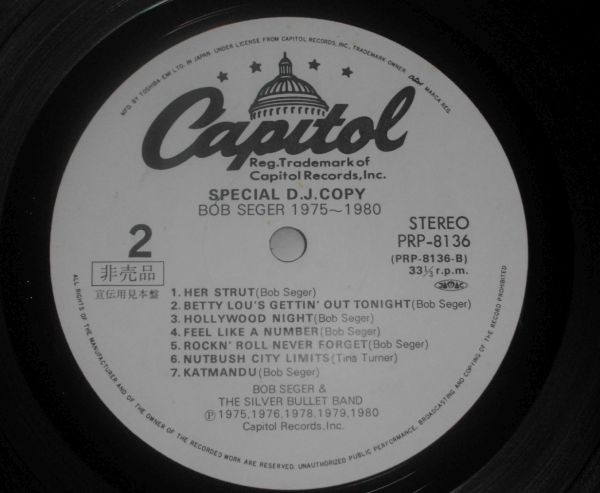 MFD. BY TOSHIBA EMI LTD. IN JAPAN UNDER LICENSE FROM CAPITOL RECORDS, INC., TRADEMARK OWNER. MARCA REG.
Capitol
Reg. Trademark of
Capitol Records, Inc.
SPECIAL D.J. COPY
BOB SEGER 1975~1980
2
非売品
宣伝用見本盤
STEREO
PRP-8136
(PRP-8136-B)
33⅓ r.p.m.
1. HER STRUT (Bob Seger)
2. BETTY LOU'S GETTIN' OUT TONIGHT (Bob Seger)
3. HOLLYWOOD NIGHT (Bob Seger)
4. FEEL LIKE A NUMBER (Bob Seger)
5. ROCKN' ROLL NEVER FORGET (Bob Seger)
6. NUTBUSH CITY LIMITS (Tina Turner)
7. KATMANDU (Bob Seger)
BOB SEGER &
THE SILVER BULLET BAND
Ⓟ 1975,1976,1978,1979,1980
Capitol Records, Inc.
ALL RIGHTS OF THE MANUFACTURER AND OF THE OWNER OF THE RECORDED WORK ARE RESERVED. UNAUTHORIZED PUBLIC PERFORMANCE, BROADCASTING AND COPYING OF THE RECORD PROHIBITED